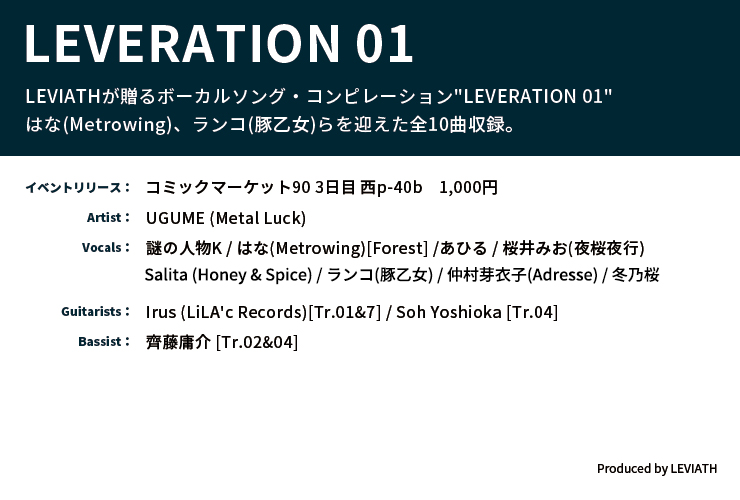 LEVERATION 01
LEVIATHが贈るボーカルソング・コンピレーション"LEVERATION 01"
はな(Metrowing)、ランコ(豚乙女)らを迎えた全10曲収録。
イベントリリース： コミックマーケット90 3日目 西p-40b　1,000円
Artist： UGUME (Metal Luck)
Vocals： 謎の人物K / はな(Metrowing)[Forest] /あひる / 桜井みお(夜桜夜行)
Salita (Honey & Spice) / ランコ(豚乙女) / 仲村芽衣子(Adresse) / 冬乃桜
Guitarists： Irus (LiLA'c Records)[Tr.01&7] / Soh Yoshioka [Tr.04]
Bassist： 齊藤庸介 [Tr.02&04]
Produced by LEVIATH